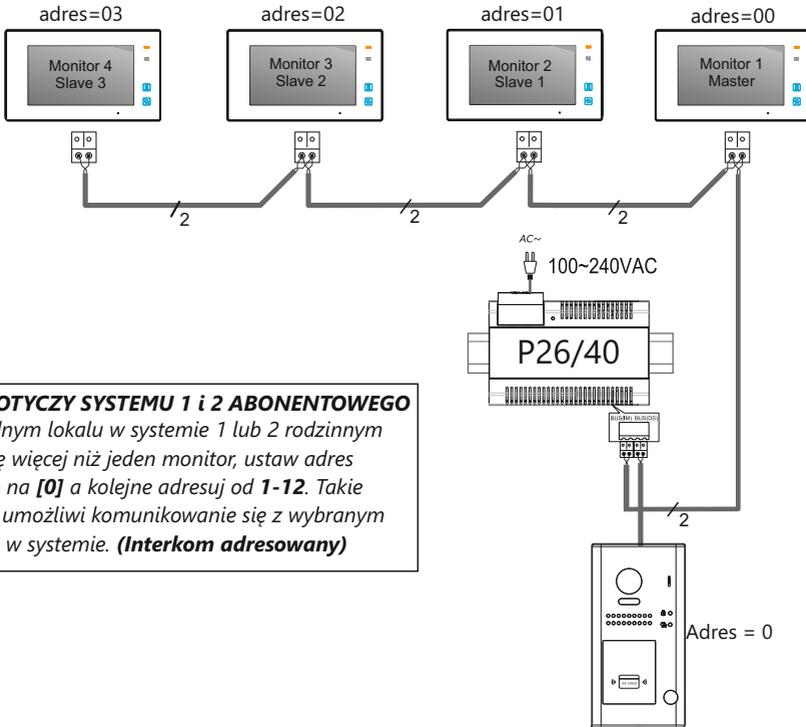 adres=03
adres=02
adres=01
adres=00
Monitor 4
Slave 3
Monitor 3
Slave 2
Monitor 2
Slave 1
Monitor 1
Master
2
2
2
AC~
100~240VAC
P26/40
BUS(IM) BUS(DS)
OTYCZY SYSTEMU 1 i 2 ABONENTOWEGO
dnym lokalu w systemie 1 lub 2 rodzinnym
ę więcej niż jeden monitor, ustaw adres
na [0] a kolejne adresuj od 1-12. Takie
umożliwi komunikowanie się z wybranym
w systemie. (Interkom adresowany)
2
Adres = 0